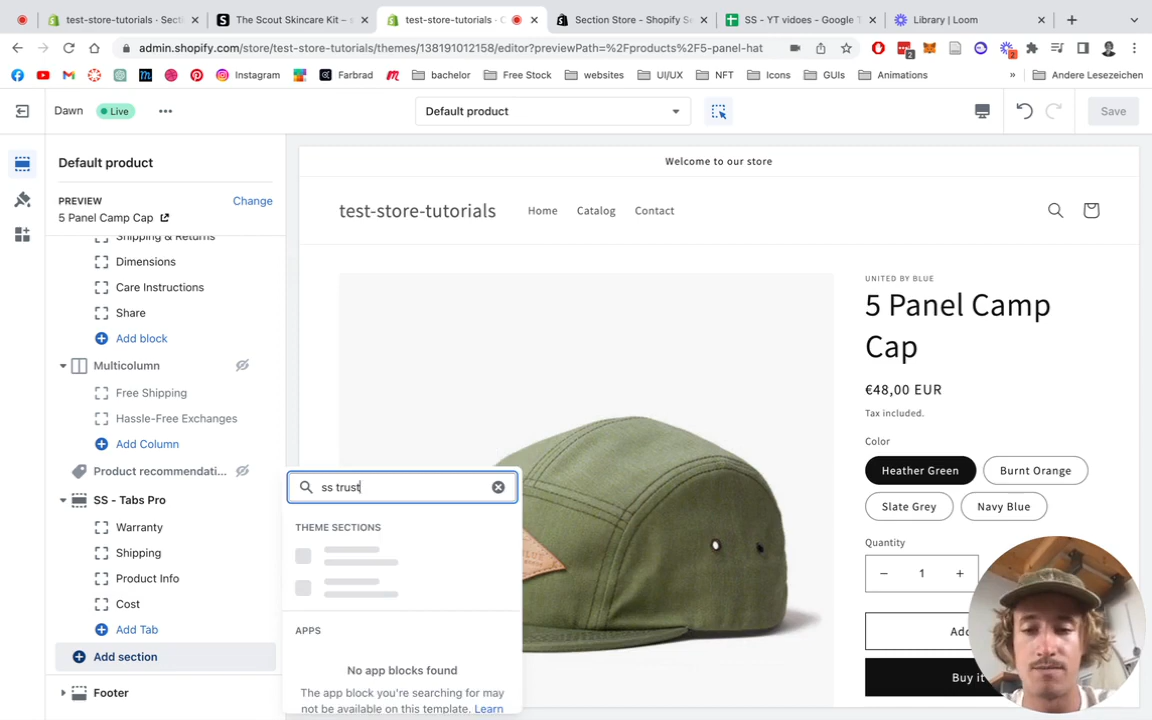 test-store-tutorials · Secti
The Scout Skincare Kit –
test-store-tutorials · C
Section Store - Shopify Se
SS - YT vidoes - Google T
Library | Loom
admin.shopify.com/store/test-store-tutorials/themes/138191012158/editor?previewPath=%2Fproducts%2F5-panel-hat
Instagram
Farbrad
bachelor
Free Stock
websites
UI/UX
NFT
Icons
GUIs
Animations
»
Andere Lesezeichen
Dawn
Live
Default product
Save
Default product
PREVIEW
Change
5 Panel Camp Cap
Shipping & Returns
Dimensions
Care Instructions
Share
Add block
Multicolumn
Free Shipping
Hassle-Free Exchanges
Add Column
Product recommendati...
SS - Tabs Pro
Warranty
Shipping
Product Info
Cost
Add Tab
Add section
Footer
ss trust
THEME SECTIONS
APPS
No app blocks found
The app block you're searching for may
not be available on this template. Learn
Welcome to our store
test-store-tutorials
Home
Catalog
Contact
UNITED BY BLUE
5 Panel Camp
Cap
€48,00 EUR
Tax included.
Color
Heather Green
Burnt Orange
Slate Grey
Navy Blue
Quantity
1
Buy it